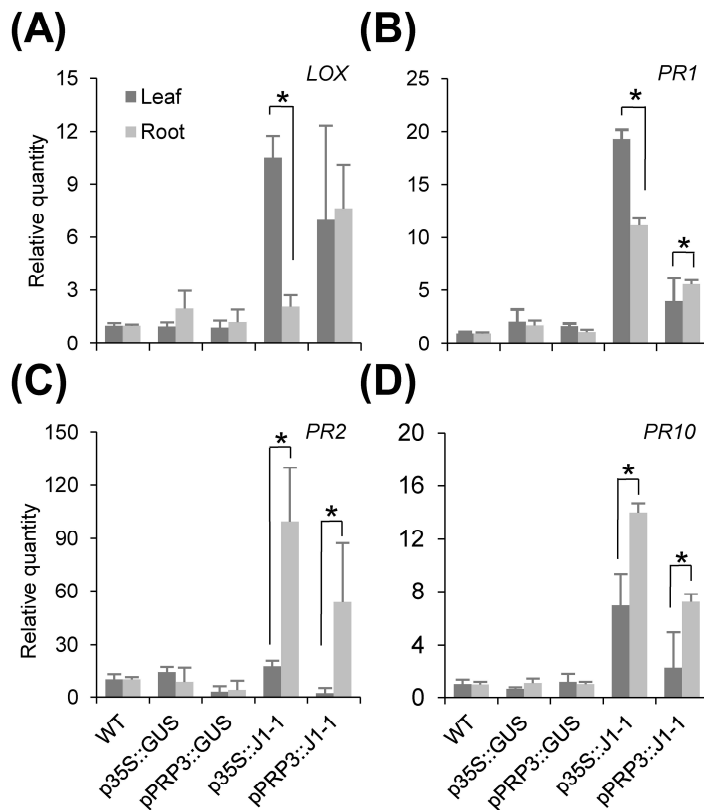 (A)
(B)
LOX
PR1
Leaf
Root
*
*
*
Relative quantity
15
12
9
6
3
0
25
20
15
10
5
0
(C)
(D)
PR2
PR10
*
*
*
*
Relative quantity
150
120
90
60
30
0
20
16
12
8
4
0
WT
p35S::GUS
pPRP3::GUS
p35S::J1-1
pPRP3::J1-1
WT
p35S::GUS
pPRP3::GUS
p35S::J1-1
pPRP3::J1-1